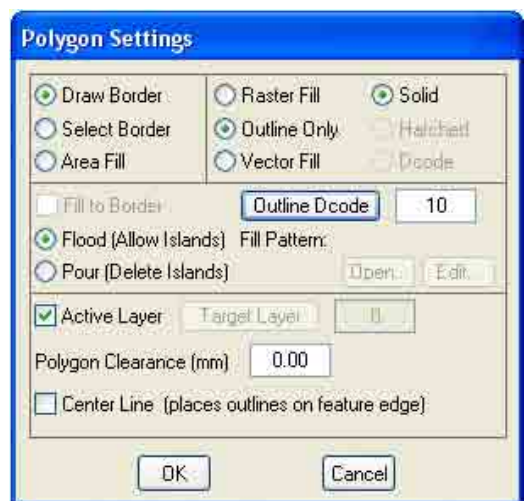 Polygon Settings
Draw Border Raster Fill Solid
Select Border Outline Only Hatched
Area Fill Vector Fill Dcode
Fill to Border Outline Dcode 10
Flood (Allow Islands) Fill Pattern:
Pour (Delete Islands) Open.. Edit..
Active Layer Target Layer
Polygon Clearance (mm) 0.00
Center Line (places outlines on feature edge)
OK Cancel